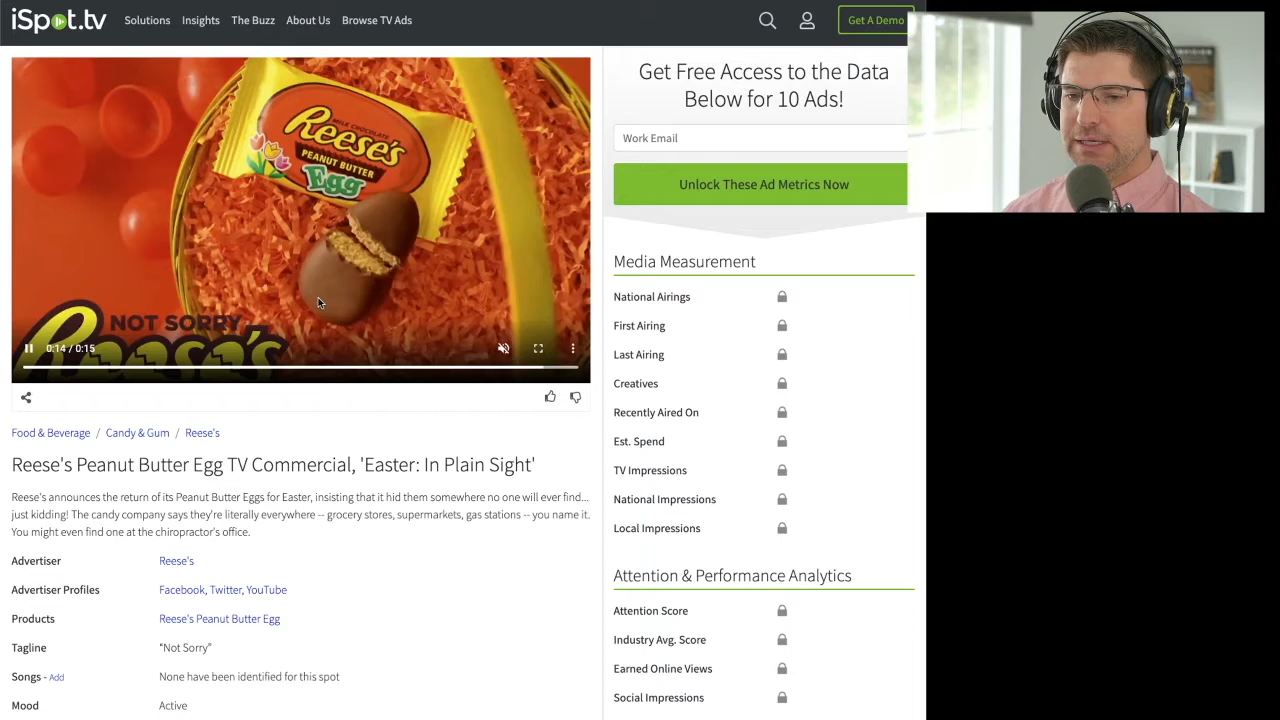 iSpot.tv
Solutions
Insights
The Buzz
About Us
Browse TV Ads
Get A Demo
MILK CHOCOLATE
Reese's
PEANUT BUTTER
Egg
NOT SORRY
Reese's
0:14 / 0:15
Food & Beverage / Candy & Gum / Reese's
Reese's Peanut Butter Egg TV Commercial, 'Easter: In Plain Sight'
Reese's announces the return of its Peanut Butter Eggs for Easter, insisting that it hid them somewhere no one will ever find...
just kidding! The candy company says they're literally everywhere -- grocery stores, supermarkets, gas stations -- you name it.
You might even find one at the chiropractor's office.
Advertiser Reese's
Advertiser Profiles Facebook, Twitter, YouTube
Products Reese's Peanut Butter Egg
Tagline “Not Sorry”
Songs - Add None have been identified for this spot
Mood Active
Get Free Access to the Data
Below for 10 Ads!
Work Email
Unlock These Ad Metrics Now
Media Measurement
National Airings
First Airing
Last Airing
Creatives
Recently Aired On
Est. Spend
TV Impressions
National Impressions
Local Impressions
Attention & Performance Analytics
Attention Score
Industry Avg. Score
Earned Online Views
Social Impressions